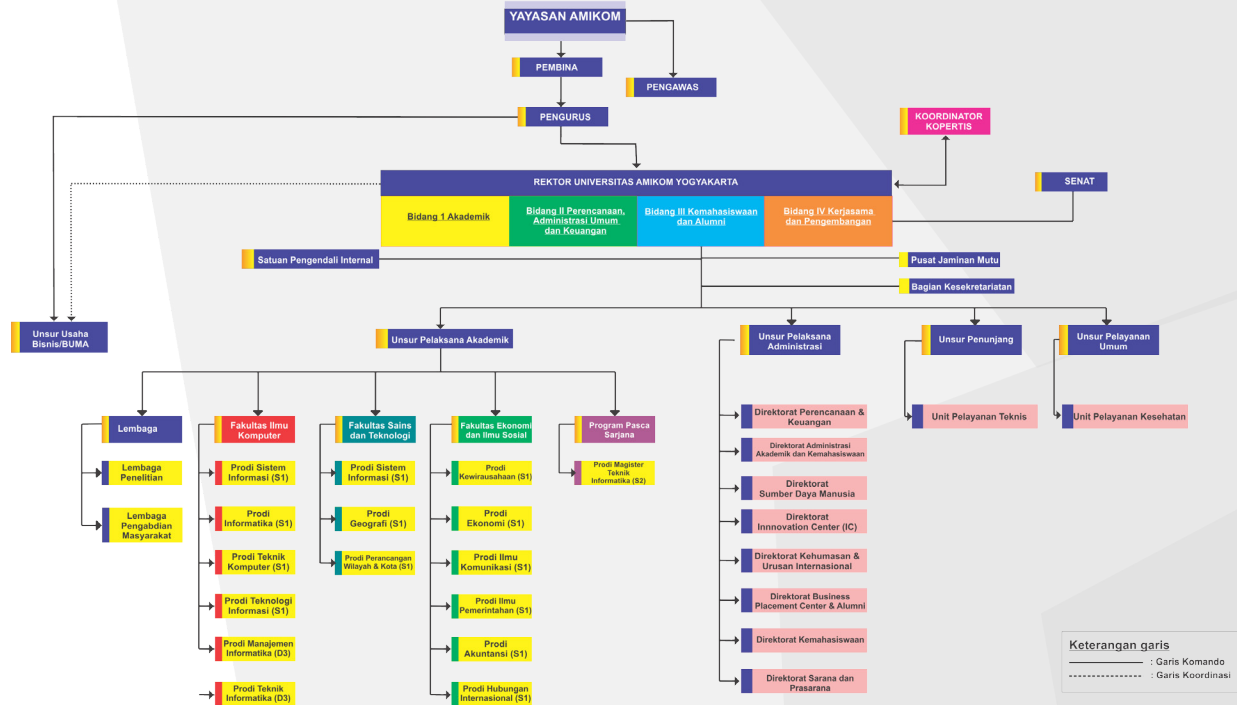 YAYASAN AMIKOM
PEMBINA
PENGAWAS
PENGURUS
KOORDINATOR
KOPERTIS
REKTOR UNIVERSITAS AMIKOM YOGYAKARTA
SENAT
Bidang 1 Akademik
Bidang II Perencanaan,
Administrasi Umum
dan Keuangan
Bidang III Kemahasiswaan
dan Alumni
Bidang IV Kerjasama
dan Pengembangan
Satuan Pengendali Internal
Pusat Jaminan Mutu
Bagian Kesekretariatan
Unsur Usaha
Bisnis/BUMA
Unsur Pelaksana Akademik
Unsur Pelaksana
Administrasi
Unsur Penunjang
Unsur Pelayanan
Umum
Lembaga
Lembaga
Penelitian
Lembaga
Pengabdian
Masyarakat
Fakultas Ilmu
Komputer
Prodi Sistem
Informasi (S1)
Prodi
Informatika (S1)
Prodi Teknik
Komputer (S1)
Prodi Teknologi
Informasi (S1)
Prodi Manajemen
Informatika (D3)
Prodi Teknik
Informatika (D3)
Fakultas Sains
dan Teknologi
Prodi Sistem
Informasi (S1)
Prodi
Geografi (S1)
Prodi Perancangan
Wilayah & Kota (S1)
Fakultas Ekonomi
dan Ilmu Sosial
Prodi
Kewirausahaan (S1)
Prodi
Ekonomi (S1)
Prodi Ilmu
Komunikasi (S1)
Prodi Ilmu
Pemerintahan (S1)
Prodi
Akuntansi (S1)
Prodi Hubungan
Internasional (S1)
Program Pasca
Sarjana
Prodi Magister
Teknik
Informatika (S2)
Direktorat Perencanaan &
Keuangan
Direktorat Administrasi
Akademik dan Kemahasiswaan
Direktorat
Sumber Daya Manusia
Direktorat
Innnovation Center (IC)
Direktorat Kehumasan &
Urusan Internasional
Direktorat Business
Placement Center & Alumni
Direktorat Kemahasiswaan
Direktorat Sarana dan
Prasarana
Unit Pelayanan Teknis
Unit Pelayanan Kesehatan
Keterangan garis
: Garis Komando
: Garis Koordinasi